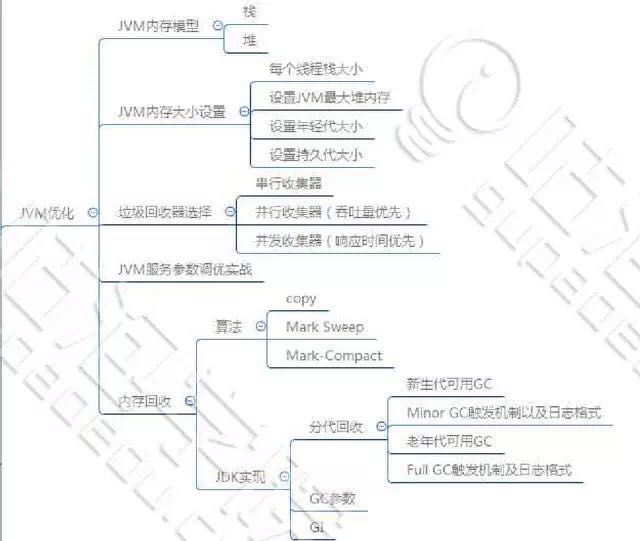 JVM优化
JVM内存模型
栈
堆
JVM内存大小设置
每个线程栈大小
设置JVM最大堆内存
设置年轻代大小
设置持久代大小
垃圾回收器选择
串行收集器
并行收集器（吞吐量优先）
并发收集器（响应时间优先）
JVM服务参数调优实战
内存回收
算法
copy
Mark Sweep
Mark-Compact
JDK实现
分代回收
新生代可用GC
Minor GC触发机制以及日志格式
老年代可用GC
Full GC触发机制及日志格式
GC参数
GI